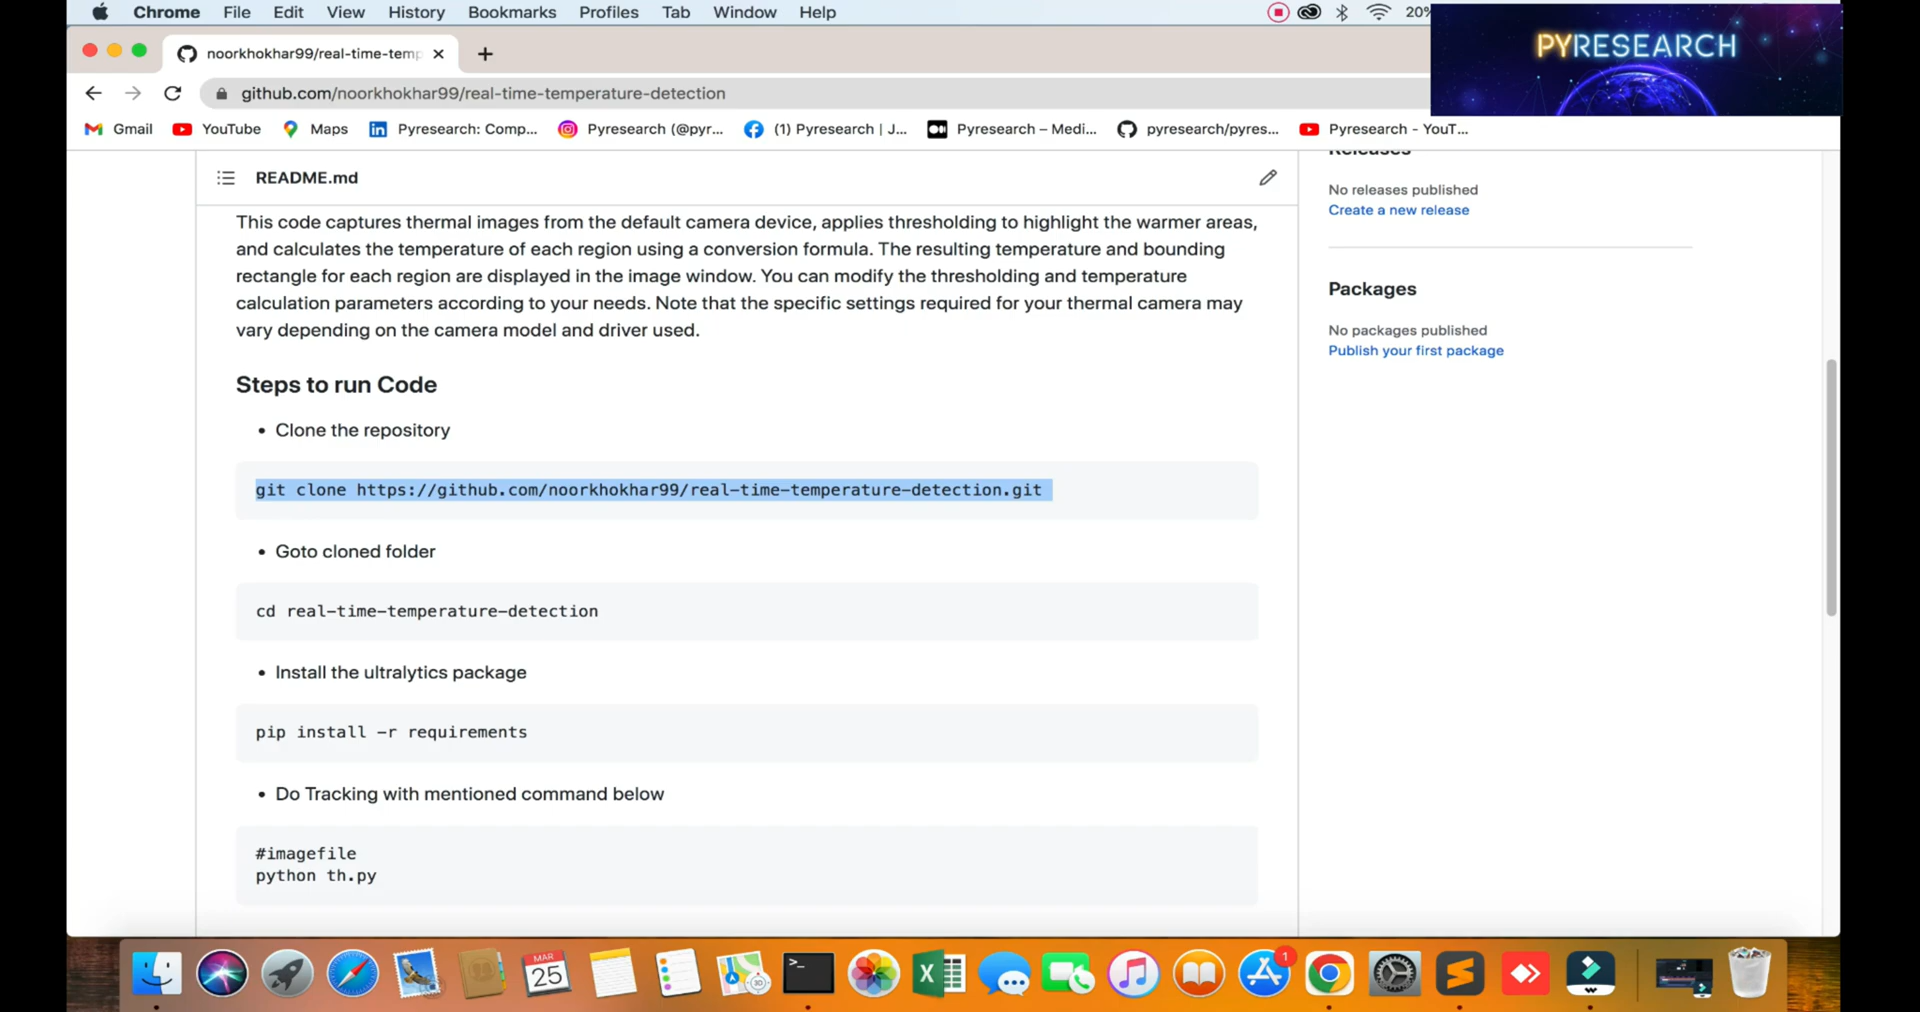 Chrome File Edit View History Bookmarks Profiles Tab Window Help 20%
PYRESEARCH
noorkhokhar99/real-time-temp
github.com/noorkhokhar99/real-time-temperature-detection
Gmail YouTube Maps Pyresearch: Comp... Pyresearch (@pyr... (1) Pyresearch | J... Pyresearch – Medi... pyresearch/pyres... Pyresearch - YouT...
README.md
This code captures thermal images from the default camera device, applies thresholding to highlight the warmer areas,
and calculates the temperature of each region using a conversion formula. The resulting temperature and bounding
rectangle for each region are displayed in the image window. You can modify the thresholding and temperature
calculation parameters according to your needs. Note that the specific settings required for your thermal camera may
vary depending on the camera model and driver used.
Steps to run Code
• Clone the repository
git clone https://github.com/noorkhokhar99/real-time-temperature-detection.git
• Goto cloned folder
cd real-time-temperature-detection
• Install the ultralytics package
pip install -r requirements
• Do Tracking with mentioned command below
#imagefile
python th.py
Releases
No releases published
Create a new release
Packages
No packages published
Publish your first package
MAR
25
3D
>_
X
1